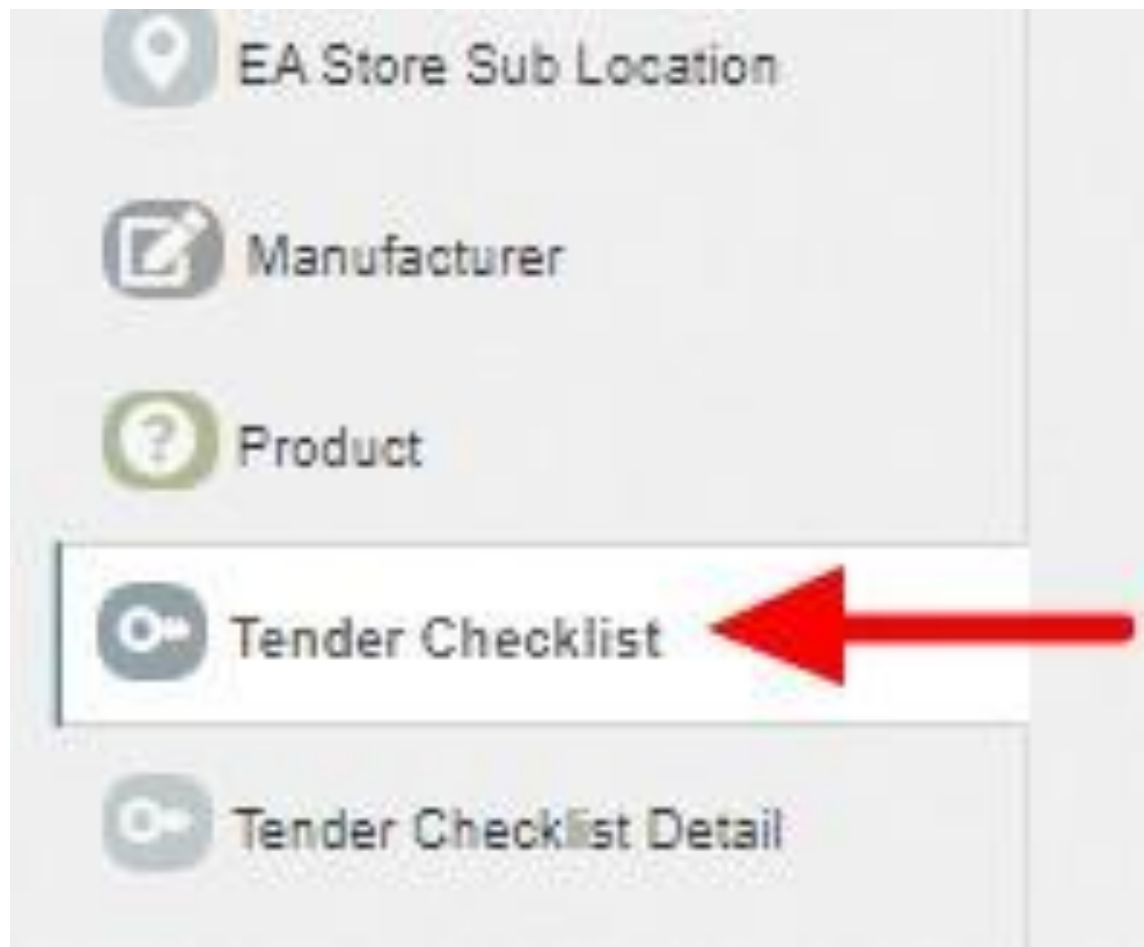 EA Store Sub Location
Manufacturer
Product
Tender Checklist
Tender Checklist Detail